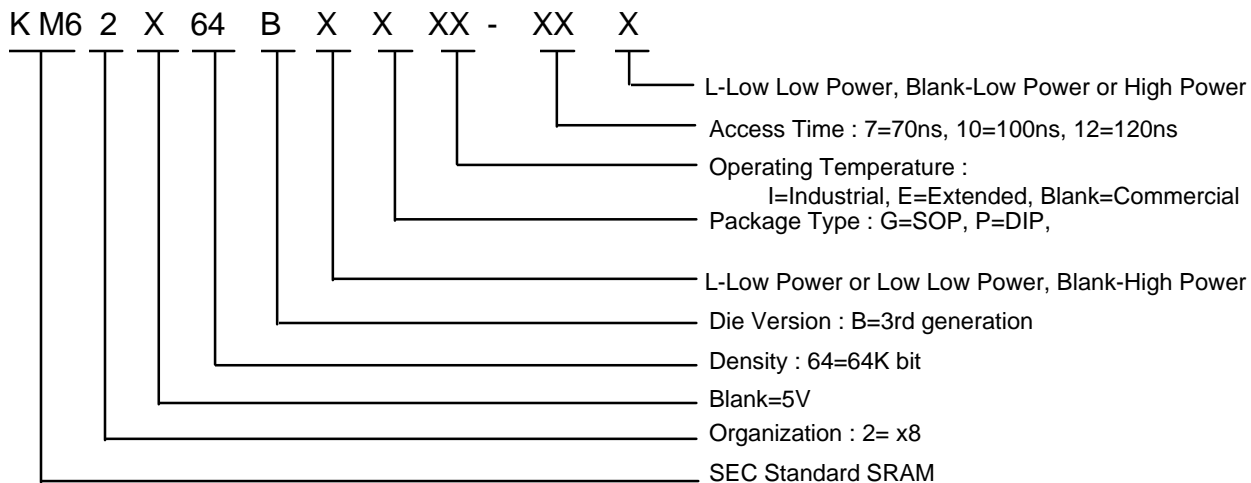 KM6 2 X 64 B X X XX - XX X
L-Low Low Power, Blank-Low Power or High Power
Access Time : 7=70ns, 10=100ns, 12=120ns
Operating Temperature :
I=Industrial, E=Extended, Blank=Commercial
Package Type : G=SOP, P=DIP,
L-Low Power or Low Low Power, Blank-High Power
Die Version : B=3rd generation
Density : 64=64K bit
Blank=5V
Organization : 2= x8
SEC Standard SRAM